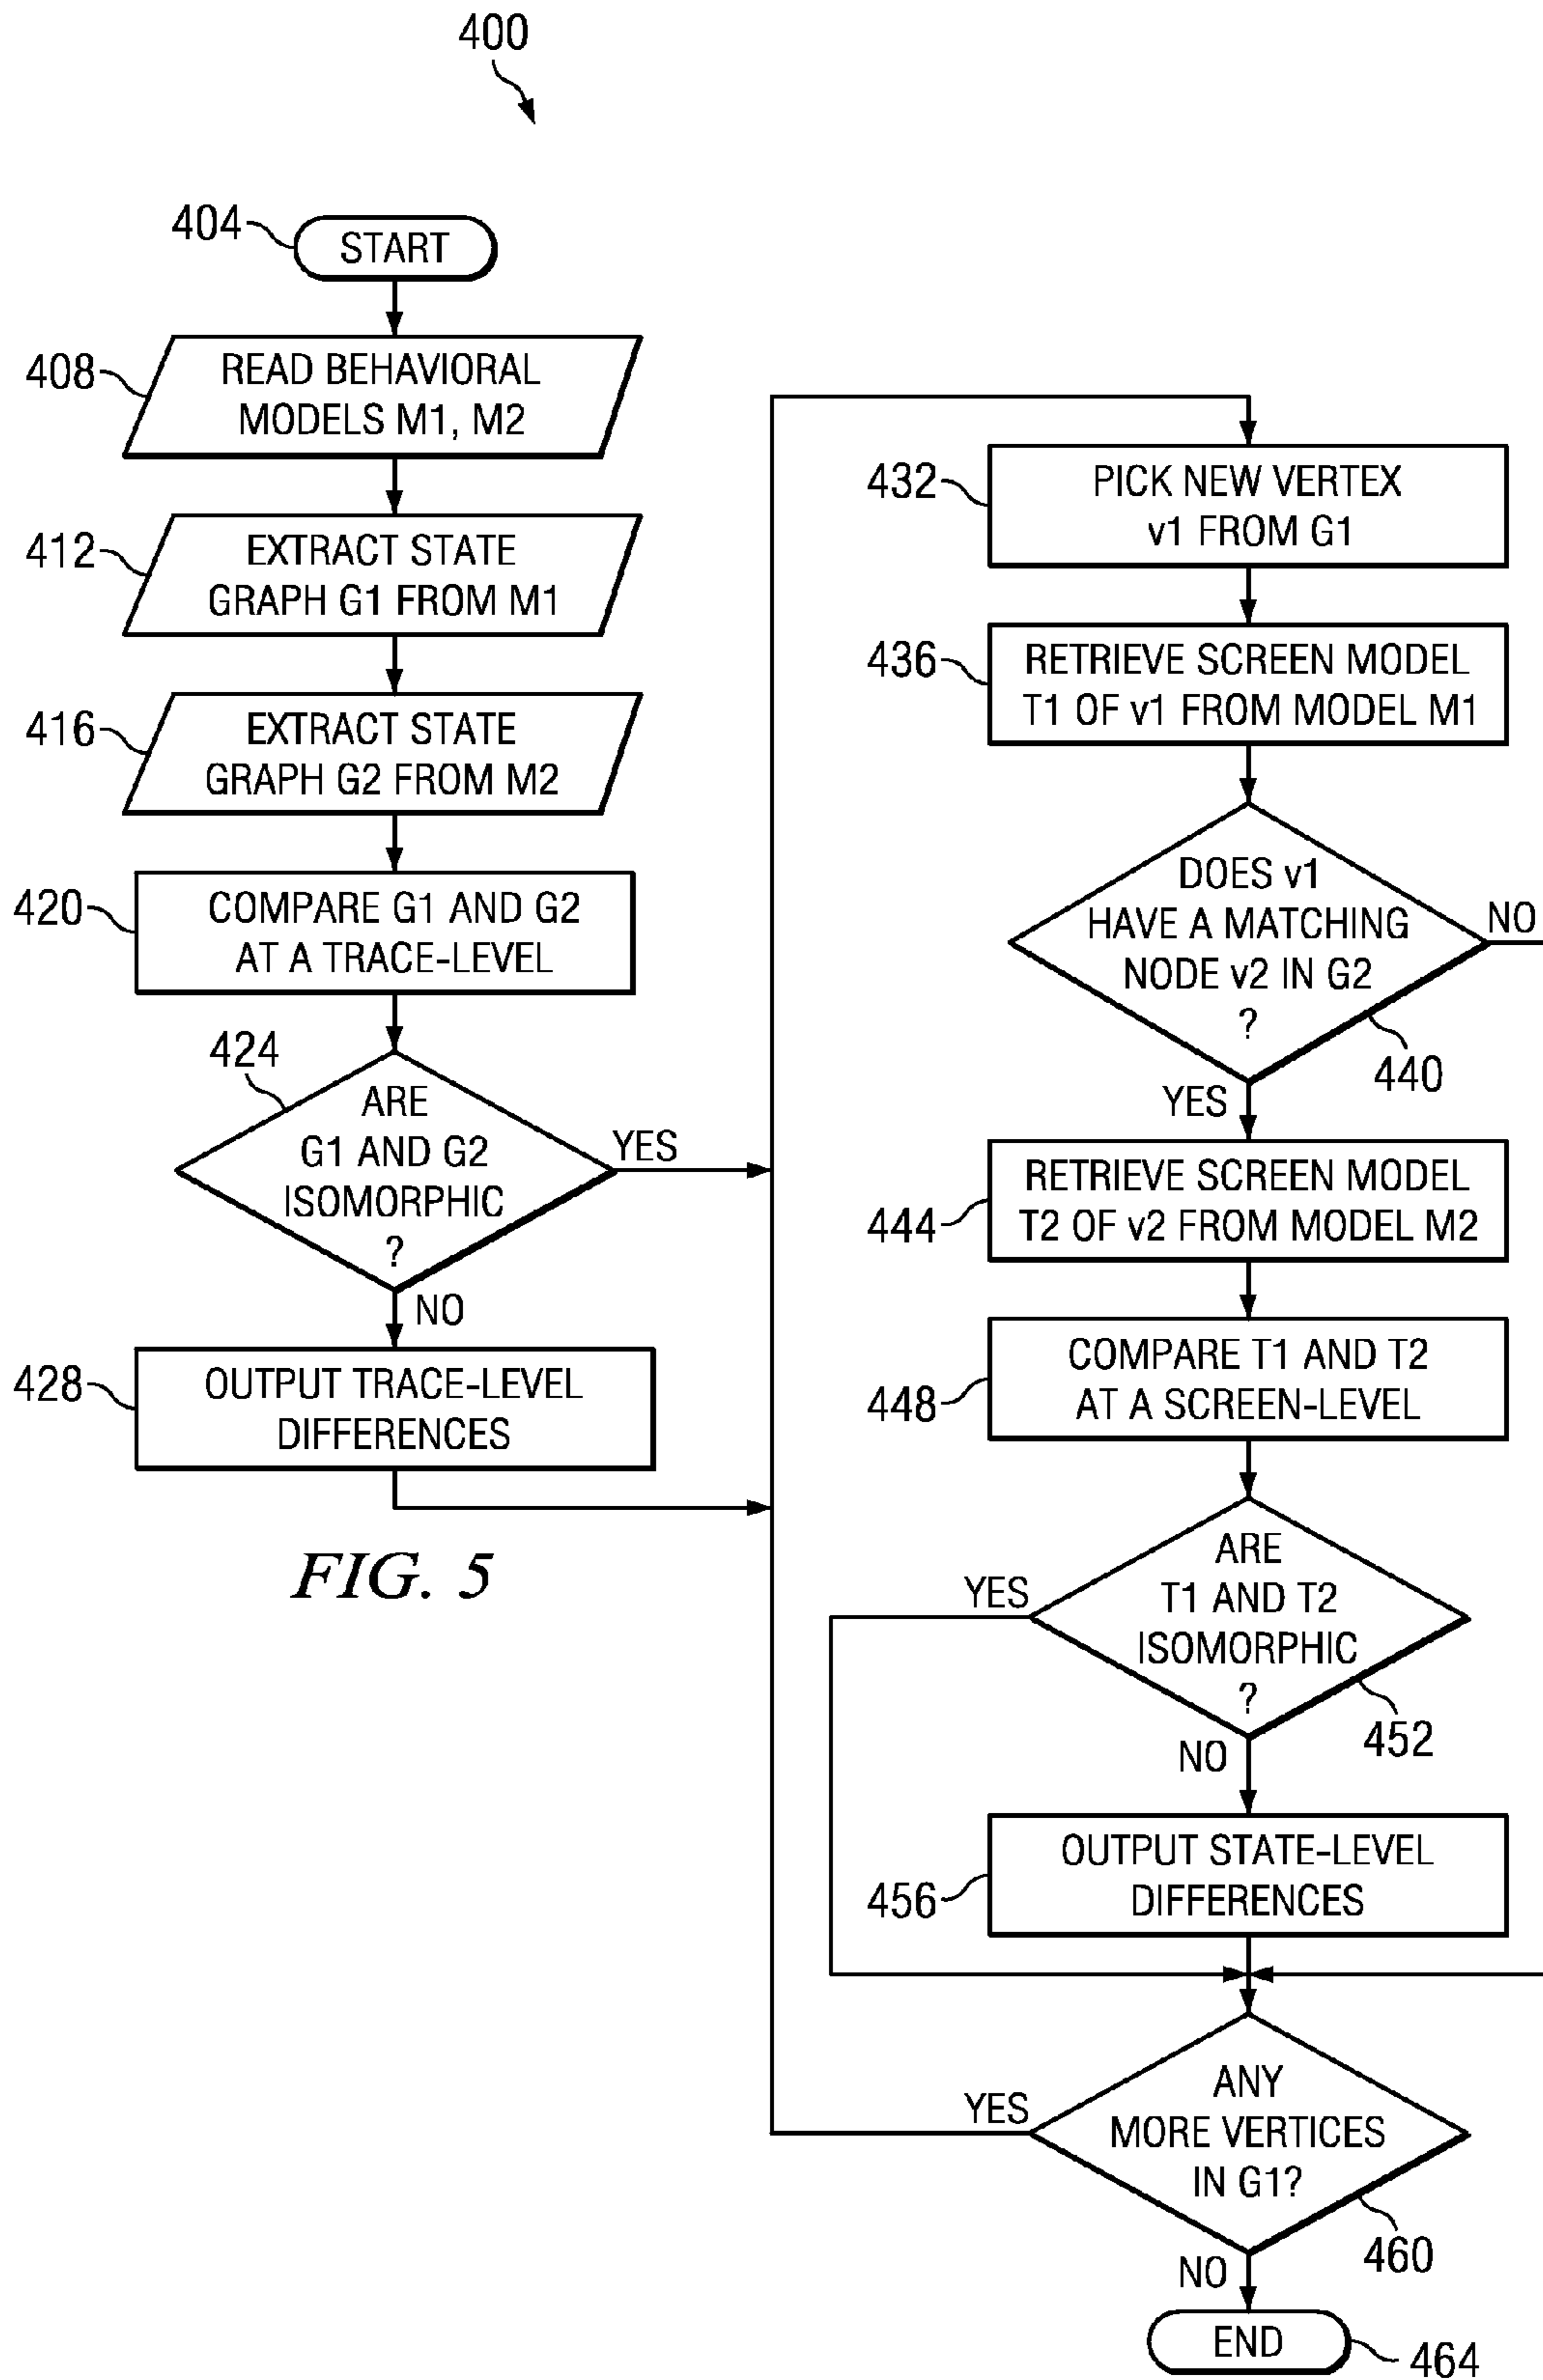 400
404
START
408
READ BEHAVIORAL
MODELS M1, M2
412
EXTRACT STATE
GRAPH G1 FROM M1
416
EXTRACT STATE
GRAPH G2 FROM M2
420
COMPARE G1 AND G2
AT A TRACE-LEVEL
424
ARE
G1 AND G2
ISOMORPHIC
?
YES
NO
428
OUTPUT TRACE-LEVEL
DIFFERENCES
FIG. 5
432
PICK NEW VERTEX
v1 FROM G1
436
RETRIEVE SCREEN MODEL
T1 OF v1 FROM MODEL M1
DOES v1
HAVE A MATCHING
NODE v2 IN G2
?
NO
440
YES
444
RETRIEVE SCREEN MODEL
T2 OF v2 FROM MODEL M2
448
COMPARE T1 AND T2
AT A SCREEN-LEVEL
YES
ARE
T1 AND T2
ISOMORPHIC
?
452
NO
456
OUTPUT STATE-LEVEL
DIFFERENCES
YES
ANY
MORE VERTICES
IN G1?
460
NO
END
464